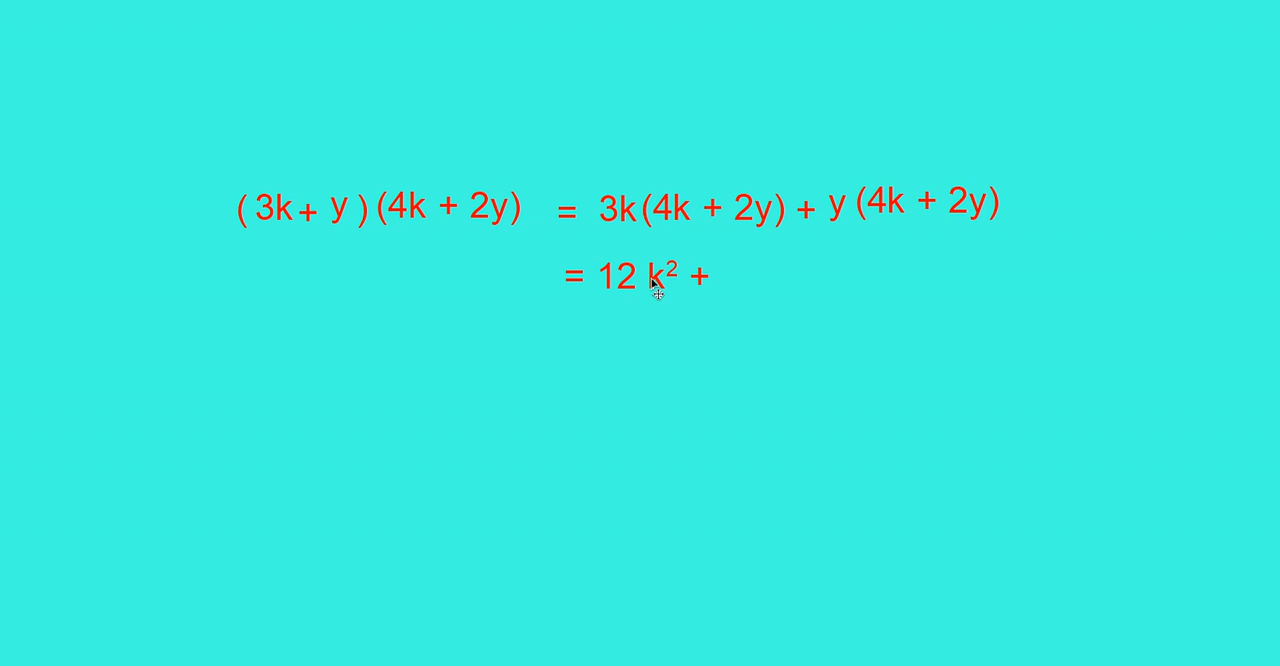 (3k + y)(4k + 2y) = 3k(4k + 2y) + y(4k + 2y)
= 12 k² +